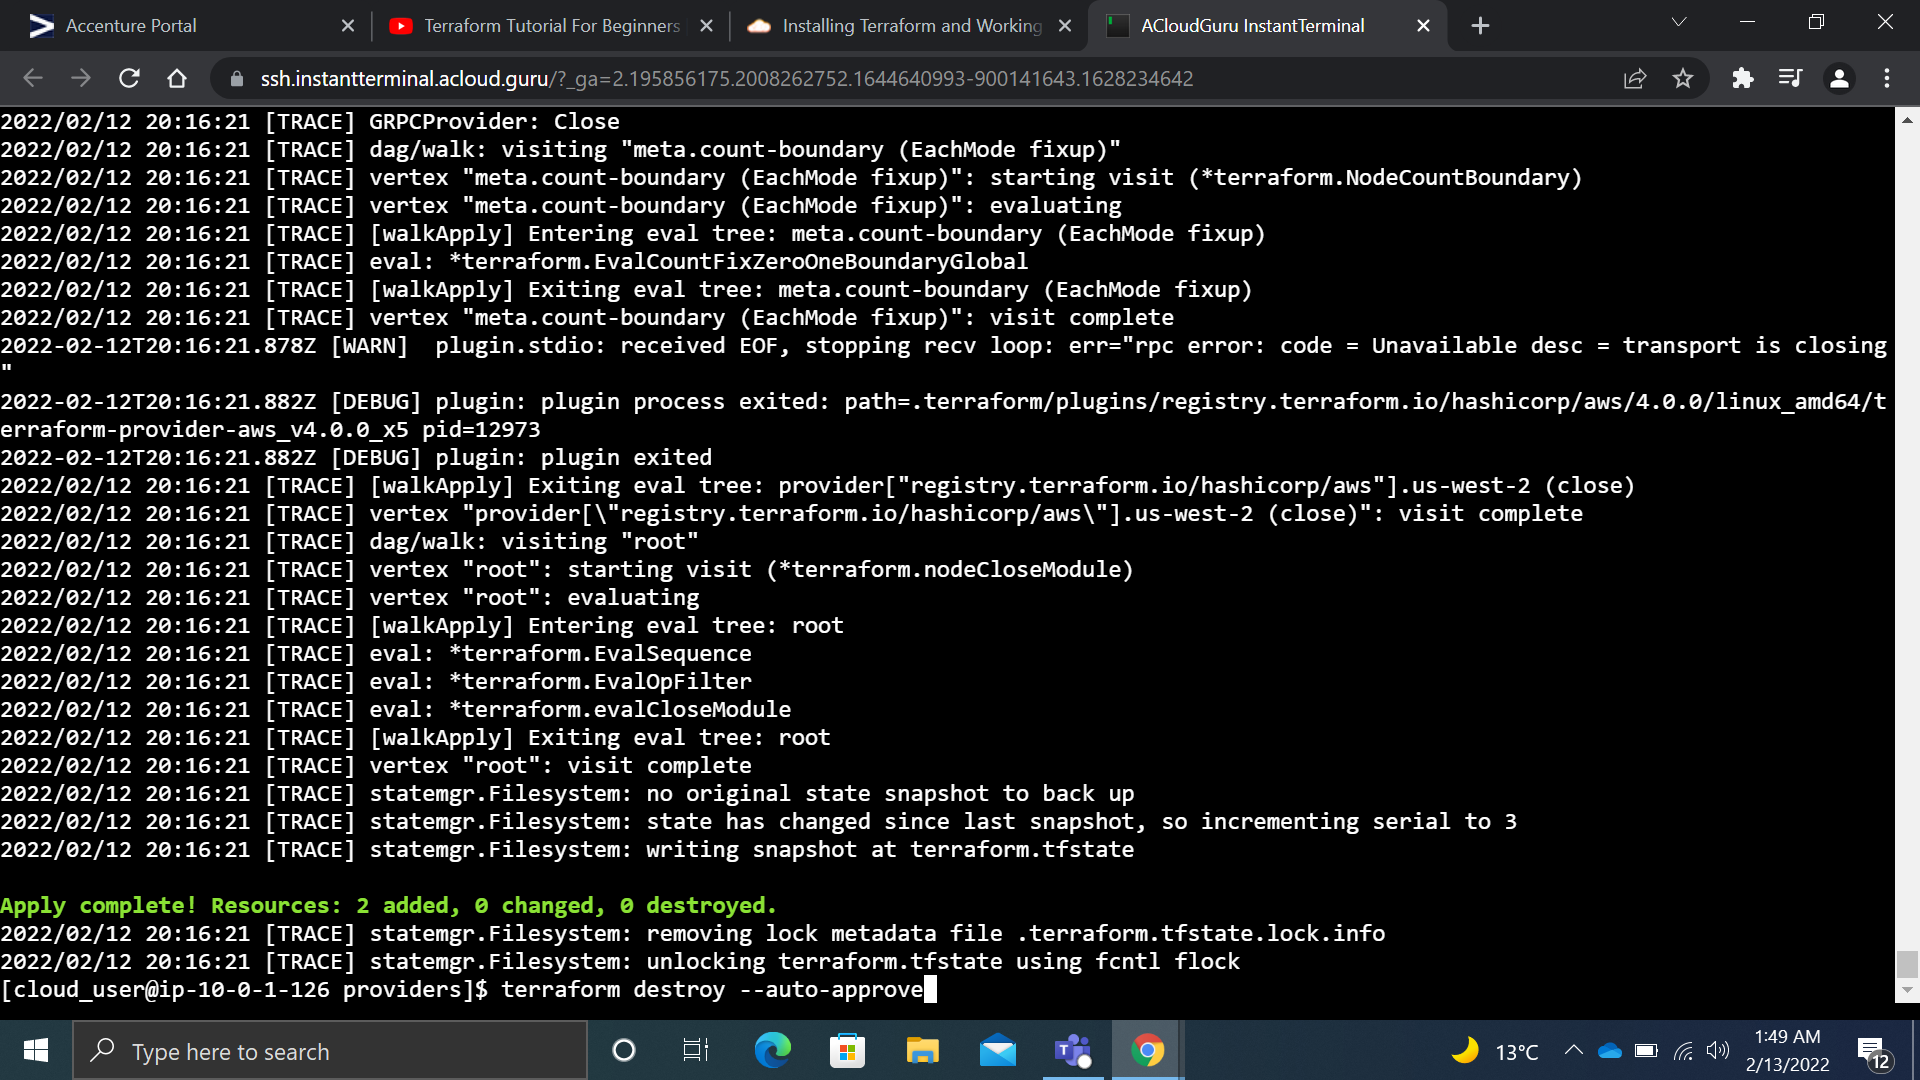 Accenture Portal
Terraform Tutorial For Beginners
Installing Terraform and Working
ACloudGuru InstantTerminal
ssh.instantterminal.acloud.guru/?_ga=2.195856175.2008262752.1644640993-900141643.1628234642
2022/02/12 20:16:21 [TRACE] GRPCProvider: Close
2022/02/12 20:16:21 [TRACE] dag/walk: visiting "meta.count-boundary (EachMode fixup)"
2022/02/12 20:16:21 [TRACE] vertex "meta.count-boundary (EachMode fixup)": starting visit (*terraform.NodeCountBoundary)
2022/02/12 20:16:21 [TRACE] vertex "meta.count-boundary (EachMode fixup)": evaluating
2022/02/12 20:16:21 [TRACE] [walkApply] Entering eval tree: meta.count-boundary (EachMode fixup)
2022/02/12 20:16:21 [TRACE] eval: *terraform.EvalCountFixZeroOneBoundaryGlobal
2022/02/12 20:16:21 [TRACE] [walkApply] Exiting eval tree: meta.count-boundary (EachMode fixup)
2022/02/12 20:16:21 [TRACE] vertex "meta.count-boundary (EachMode fixup)": visit complete
2022-02-12T20:16:21.878Z [WARN]  plugin.stdio: received EOF, stopping recv loop: err="rpc error: code = Unavailable desc = transport is closing
"
2022-02-12T20:16:21.882Z [DEBUG] plugin: plugin process exited: path=.terraform/plugins/registry.terraform.io/hashicorp/aws/4.0.0/linux_amd64/t
erraform-provider-aws_v4.0.0_x5 pid=12973
2022-02-12T20:16:21.882Z [DEBUG] plugin: plugin exited
2022/02/12 20:16:21 [TRACE] [walkApply] Exiting eval tree: provider["registry.terraform.io/hashicorp/aws"].us-west-2 (close)
2022/02/12 20:16:21 [TRACE] vertex "provider[\"registry.terraform.io/hashicorp/aws\"].us-west-2 (close)": visit complete
2022/02/12 20:16:21 [TRACE] dag/walk: visiting "root"
2022/02/12 20:16:21 [TRACE] vertex "root": starting visit (*terraform.nodeCloseModule)
2022/02/12 20:16:21 [TRACE] vertex "root": evaluating
2022/02/12 20:16:21 [TRACE] [walkApply] Entering eval tree: root
2022/02/12 20:16:21 [TRACE] eval: *terraform.EvalSequence
2022/02/12 20:16:21 [TRACE] eval: *terraform.EvalOpFilter
2022/02/12 20:16:21 [TRACE] eval: *terraform.evalCloseModule
2022/02/12 20:16:21 [TRACE] [walkApply] Exiting eval tree: root
2022/02/12 20:16:21 [TRACE] vertex "root": visit complete
2022/02/12 20:16:21 [TRACE] statemgr.Filesystem: no original state snapshot to back up
2022/02/12 20:16:21 [TRACE] statemgr.Filesystem: state has changed since last snapshot, so incrementing serial to 3
2022/02/12 20:16:21 [TRACE] statemgr.Filesystem: writing snapshot at terraform.tfstate
Apply complete! Resources: 2 added, 0 changed, 0 destroyed.
2022/02/12 20:16:21 [TRACE] statemgr.Filesystem: removing lock metadata file .terraform.tfstate.lock.info
2022/02/12 20:16:21 [TRACE] statemgr.Filesystem: unlocking terraform.tfstate using fcntl flock
[cloud_user@ip-10-0-1-126 providers]$ terraform destroy --auto-approve
Type here to search
T
13°C
1:49 AM
2/13/2022
12